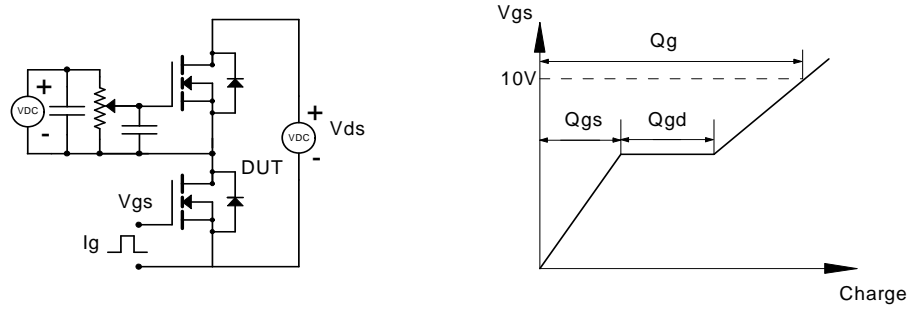 +
VDC
-
+
VDC
-
Vds
DUT
Vgs
Ig
Vgs
Qg
10V
Qgs
Qgd
Charge